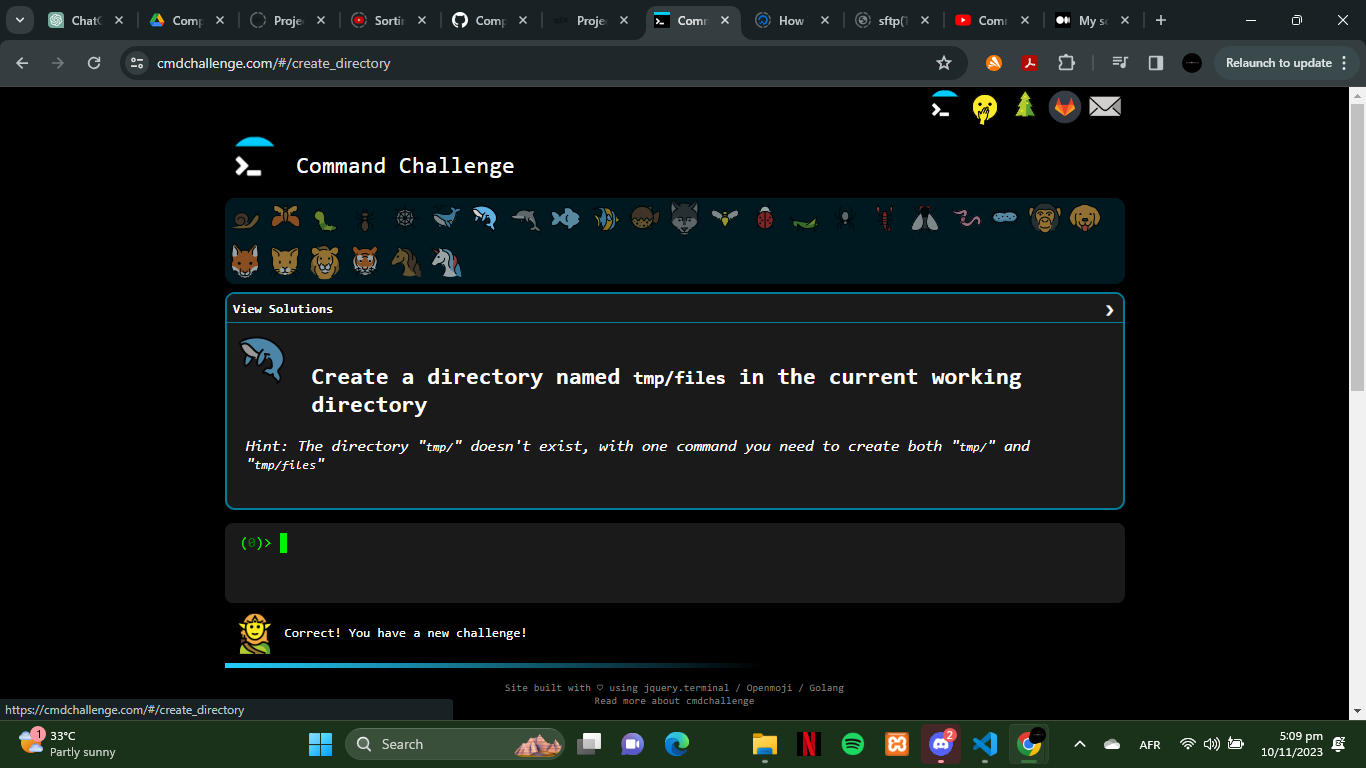 ChatG
Comp
Proje
Sortin
Comp
Proje
Comm
How
sftp(1
Comm
My so
cmdchallenge.com/#/create_directory
Relaunch to update
Command Challenge
View Solutions
Create a directory named tmp/files in the current working
directory
Hint: The directory "tmp/" doesn't exist, with one command you need to create both "tmp/" and
"tmp/files"
(0)>
Correct! You have a new challenge!
Site built with ♡ using jquery.terminal / Openmoji / Golang
Read more about cmdchallenge
https://cmdchallenge.com/#/create_directory
1
33°C
Partly sunny
Search
2
AFR
5:09 pm
10/11/2023